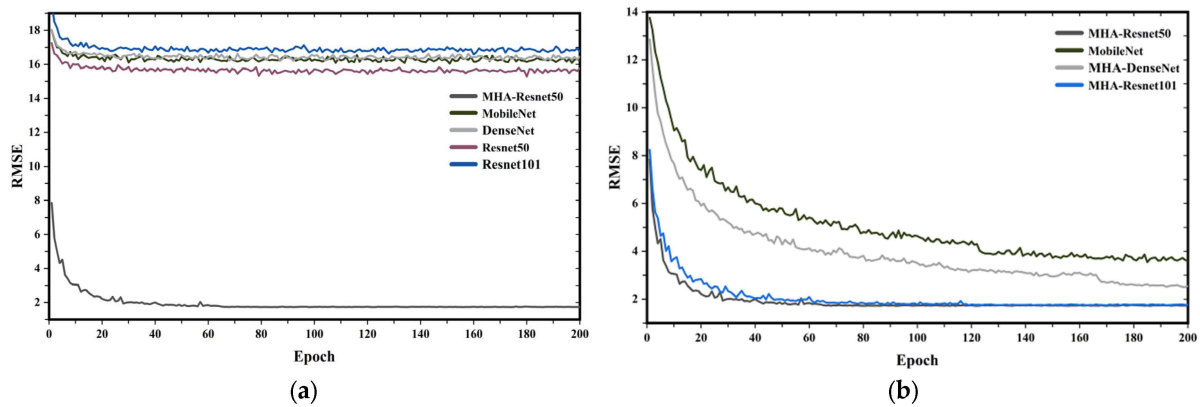 18
16
14
12
10
8
6
4
2
RMSE
MHA-Resnet50
MobileNet
DenseNet
Resnet50
Resnet101
0 20 40 60 80 100 120 140 160 180 200
Epoch
(a)
14
12
10
8
6
4
2
RMSE
MHA-Resnet50
MobileNet
MHA-DenseNet
MHA-Resnet101
0 20 40 60 80 100 120 140 160 180 200
Epoch
(b)